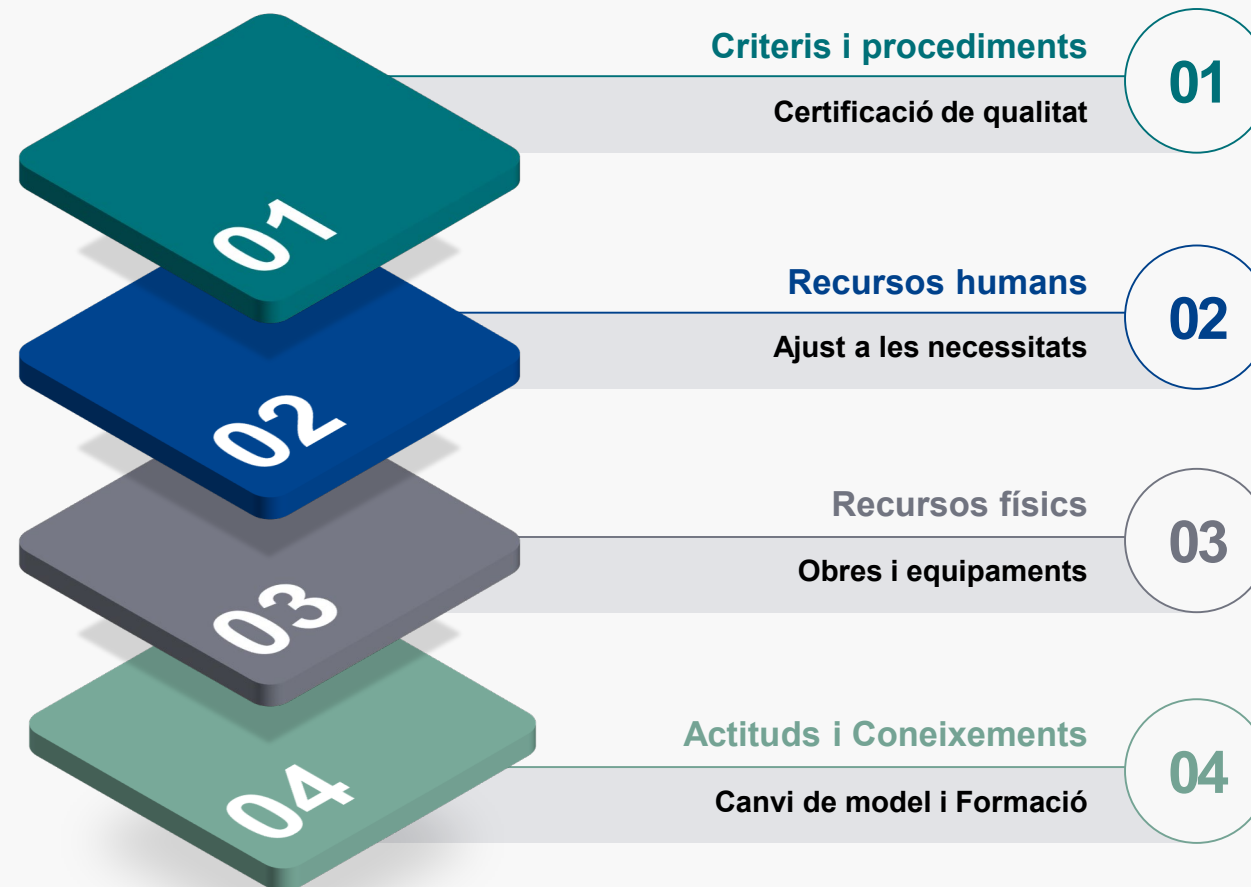 Criteris i procediments
01
Certificació de qualitat
01
Recursos humans
02
Ajust a les necessitats
02
Recursos físics
03
Obres i equipaments
03
Actituds i Coneixements
04
Canvi de model i Formació
04